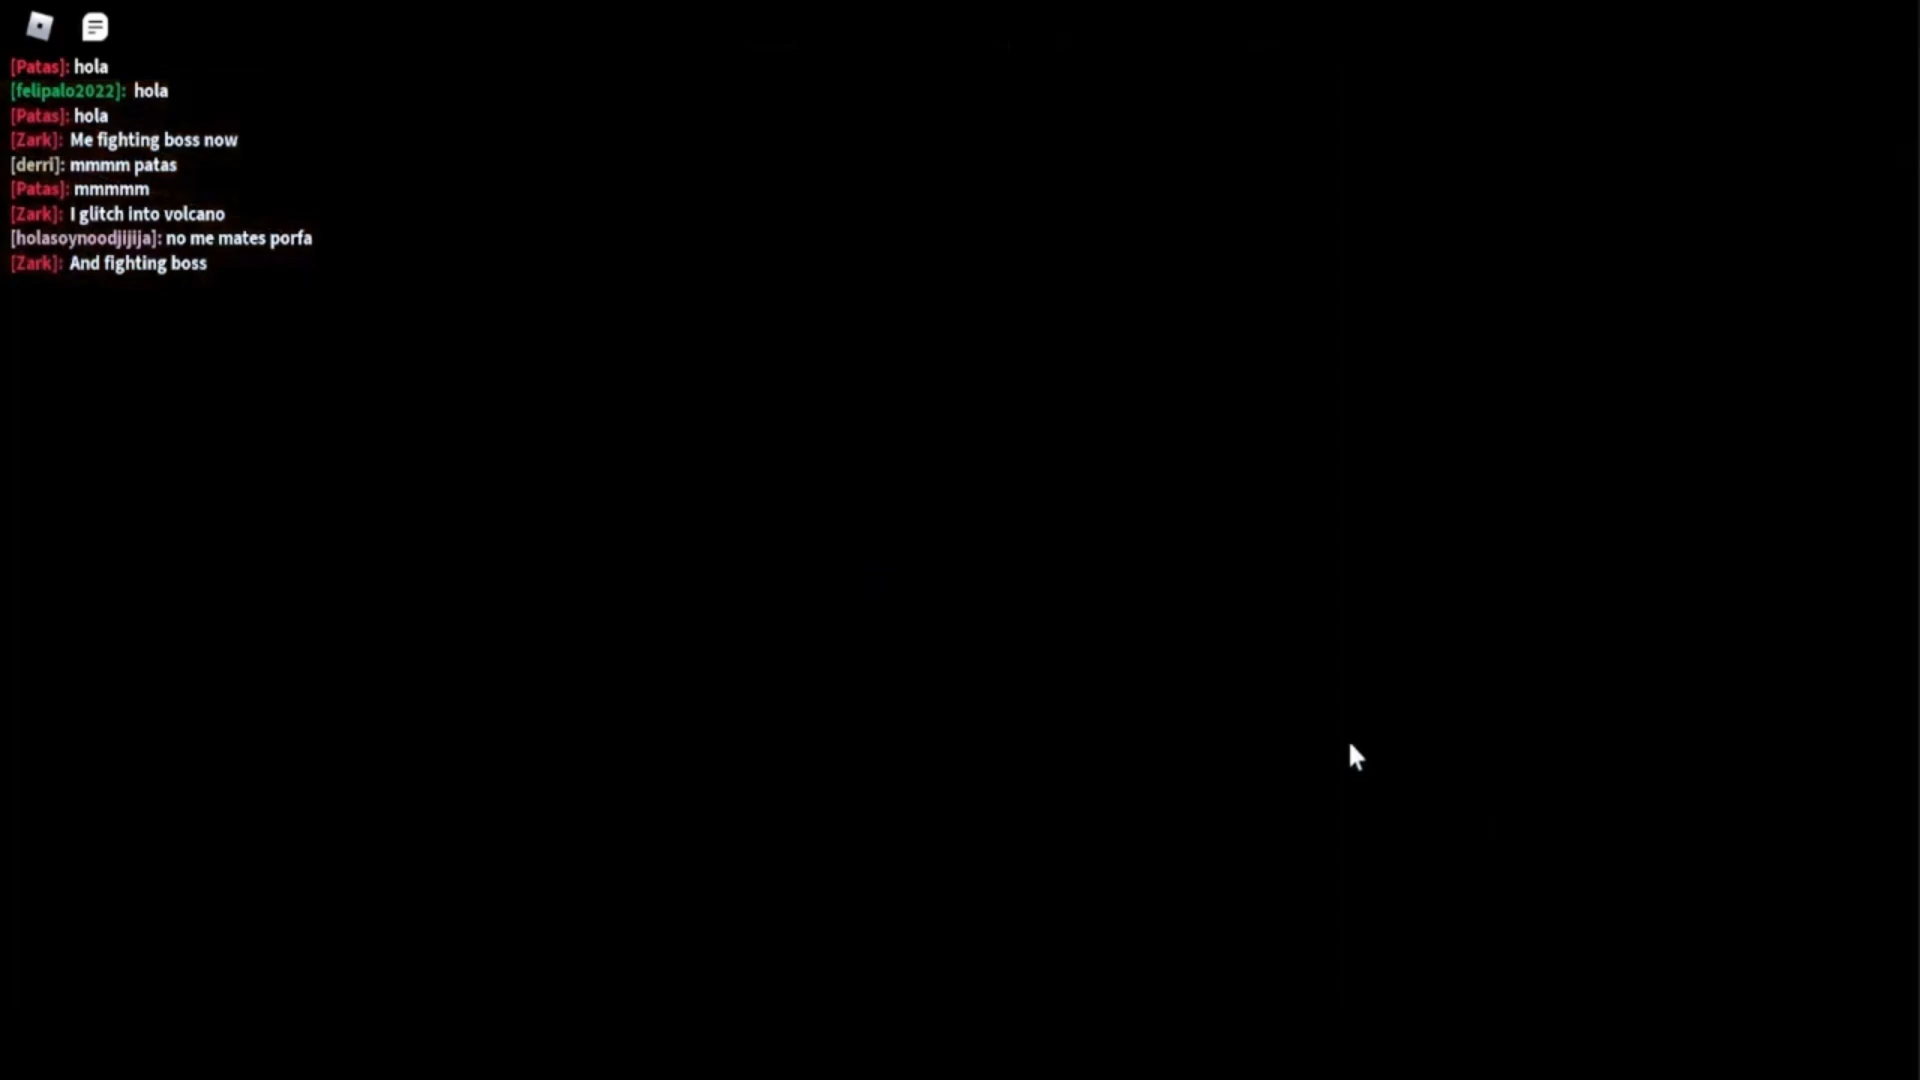 [Patas]: hola
[felipalo2022]: hola
[Patas]: hola
[Zark]: Me fighting boss now
[derri]: mmmm patas
[Patas]: mmmmm
[Zark]: I glitch into volcano
[holasoynoodjijija]: no me mates porfa
[Zark]: And fighting boss